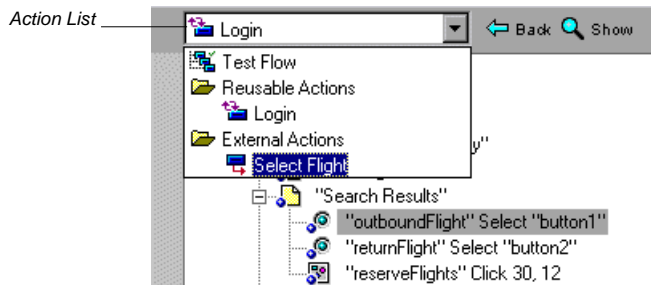 Action List
Login
Back Show
Test Flow
Reusable Actions
Login
External Actions
y"
Select Flight
"Search Results"
"outboundFlight" Select "button1"
"returnFlight" Select "button2"
"reserveFlights" Click 30, 12